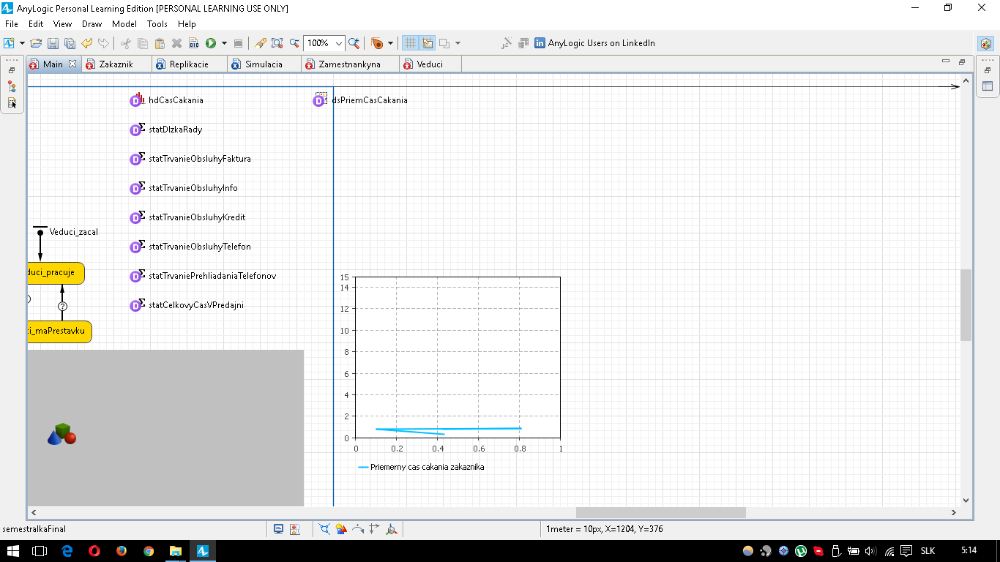 AnyLogic Personal Learning Edition [PERSONAL LEARNING USE ONLY]
File Edit View Draw Model Tools Help
100% AnyLogic Users on LinkedIn
Main Zakaznik Replikacie Simulacia Zamestnankyna Veduci
hdCasCakania dsPriemCasCakania
statDlzkaRady
statTrvanieObsluhyFaktura
statTrvanieObsluhyInfo
statTrvanieObsluhyKredit
Veduci_zacal
statTrvanieObsluhyTelefon
duci_pracuje statTrvaniePrehliadaniaTelefonov
statCelkovyCasVPredajni
?
ci_maPrestavku
15
14
12
10
8
6
4
2
0
0 0.2 0.4 0.6 0.8 1
Priemerny cas cakania zakaznika
semestralkaFinal 1meter = 10px, X=1204, Y=376
SLK 5:14